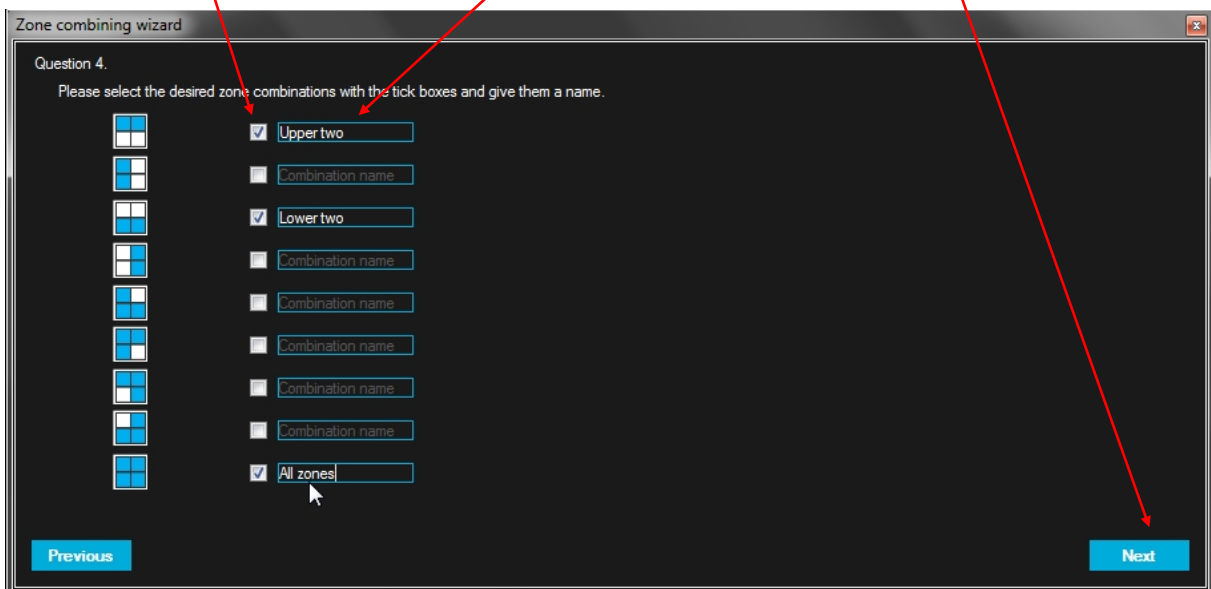 Zone combining wizard
Question 4.
Please select the desired zone combinations with the tick boxes and give them a name.
Upper two
Combination name
Lower two
Combination name
Combination name
Combination name
Combination name
Combination name
All zones
Previous
Next